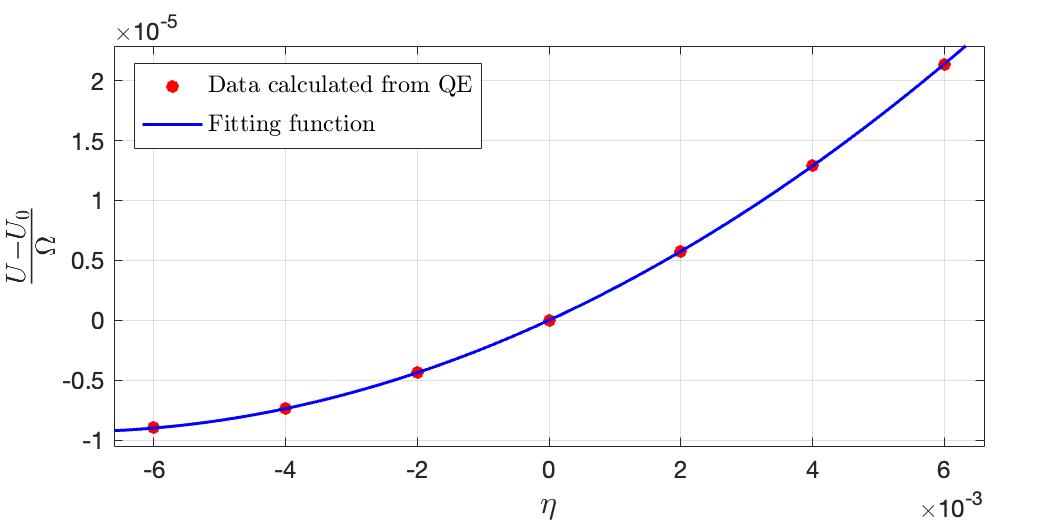 ×10⁻⁵
Data calculated from QE
Fitting function
2
1.5
1
0.5
0
-0.5
-1
U−U₀
Ω
-6 -4 -2 0 2 4 6
η
×10⁻³